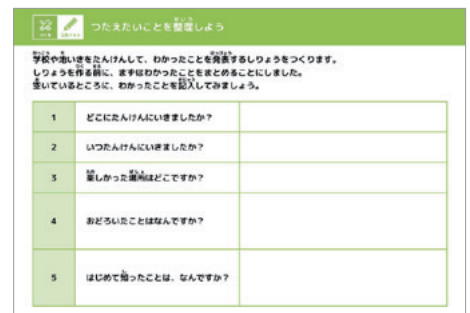 つたえたいことを整理しよう
学校や地いきをたんけんして、わかったことを発表するしりょうをつくります。
しりょうを作る前に、まずはわかったことをまとめることにしました。
空いているところに、わかったことを記入してみましょう。
1 どこにたんけんにいきましたか？
2 いつたんけんにいきましたか？
3 楽しかった場所はどこですか？
4 おどろいたことはなんですか？
5 はじめて知ったことは、なんですか？